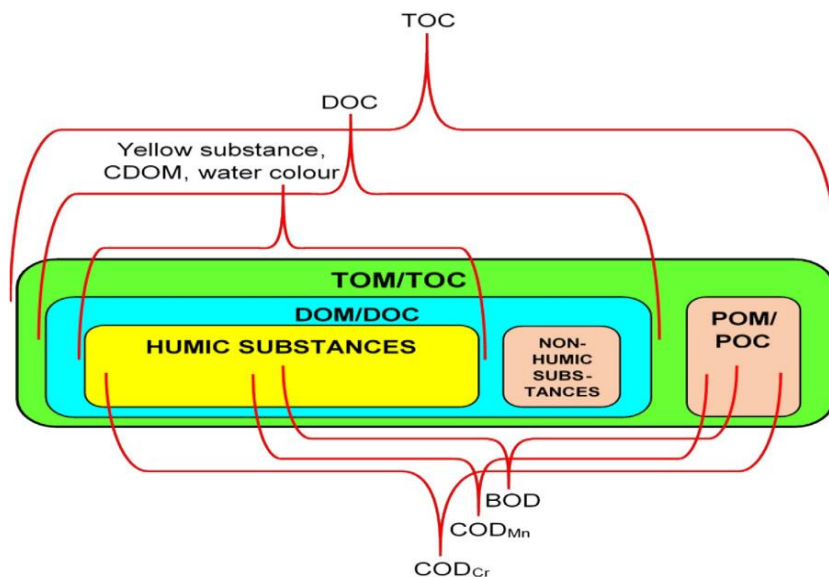 TOC
DOC
Yellow substance,
CDOM, water colour
TOM/TOC
DOM/DOC
HUMIC SUBSTANCES
NON-
HUMIC
SUBS-
TANCES
POM/
POC
BOD
CODMn
CODCr